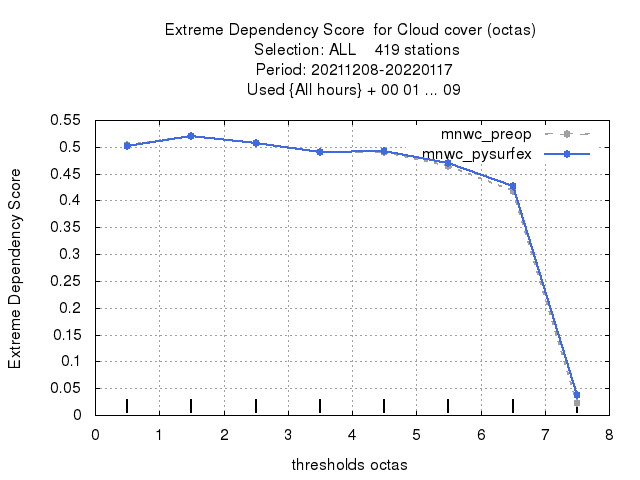 Extreme Dependency Score  for Cloud cover (octas)
Selection: ALL    419 stations
Period: 20211208-20220117
Used {All hours} + 00 01 ... 09
mnwc_preop
mnwc_pysurfex
Extreme Dependency Score
0.55
0.5
0.45
0.4
0.35
0.3
0.25
0.2
0.15
0.1
0.05
0
0 1 2 3 4 5 6 7 8
thresholds octas